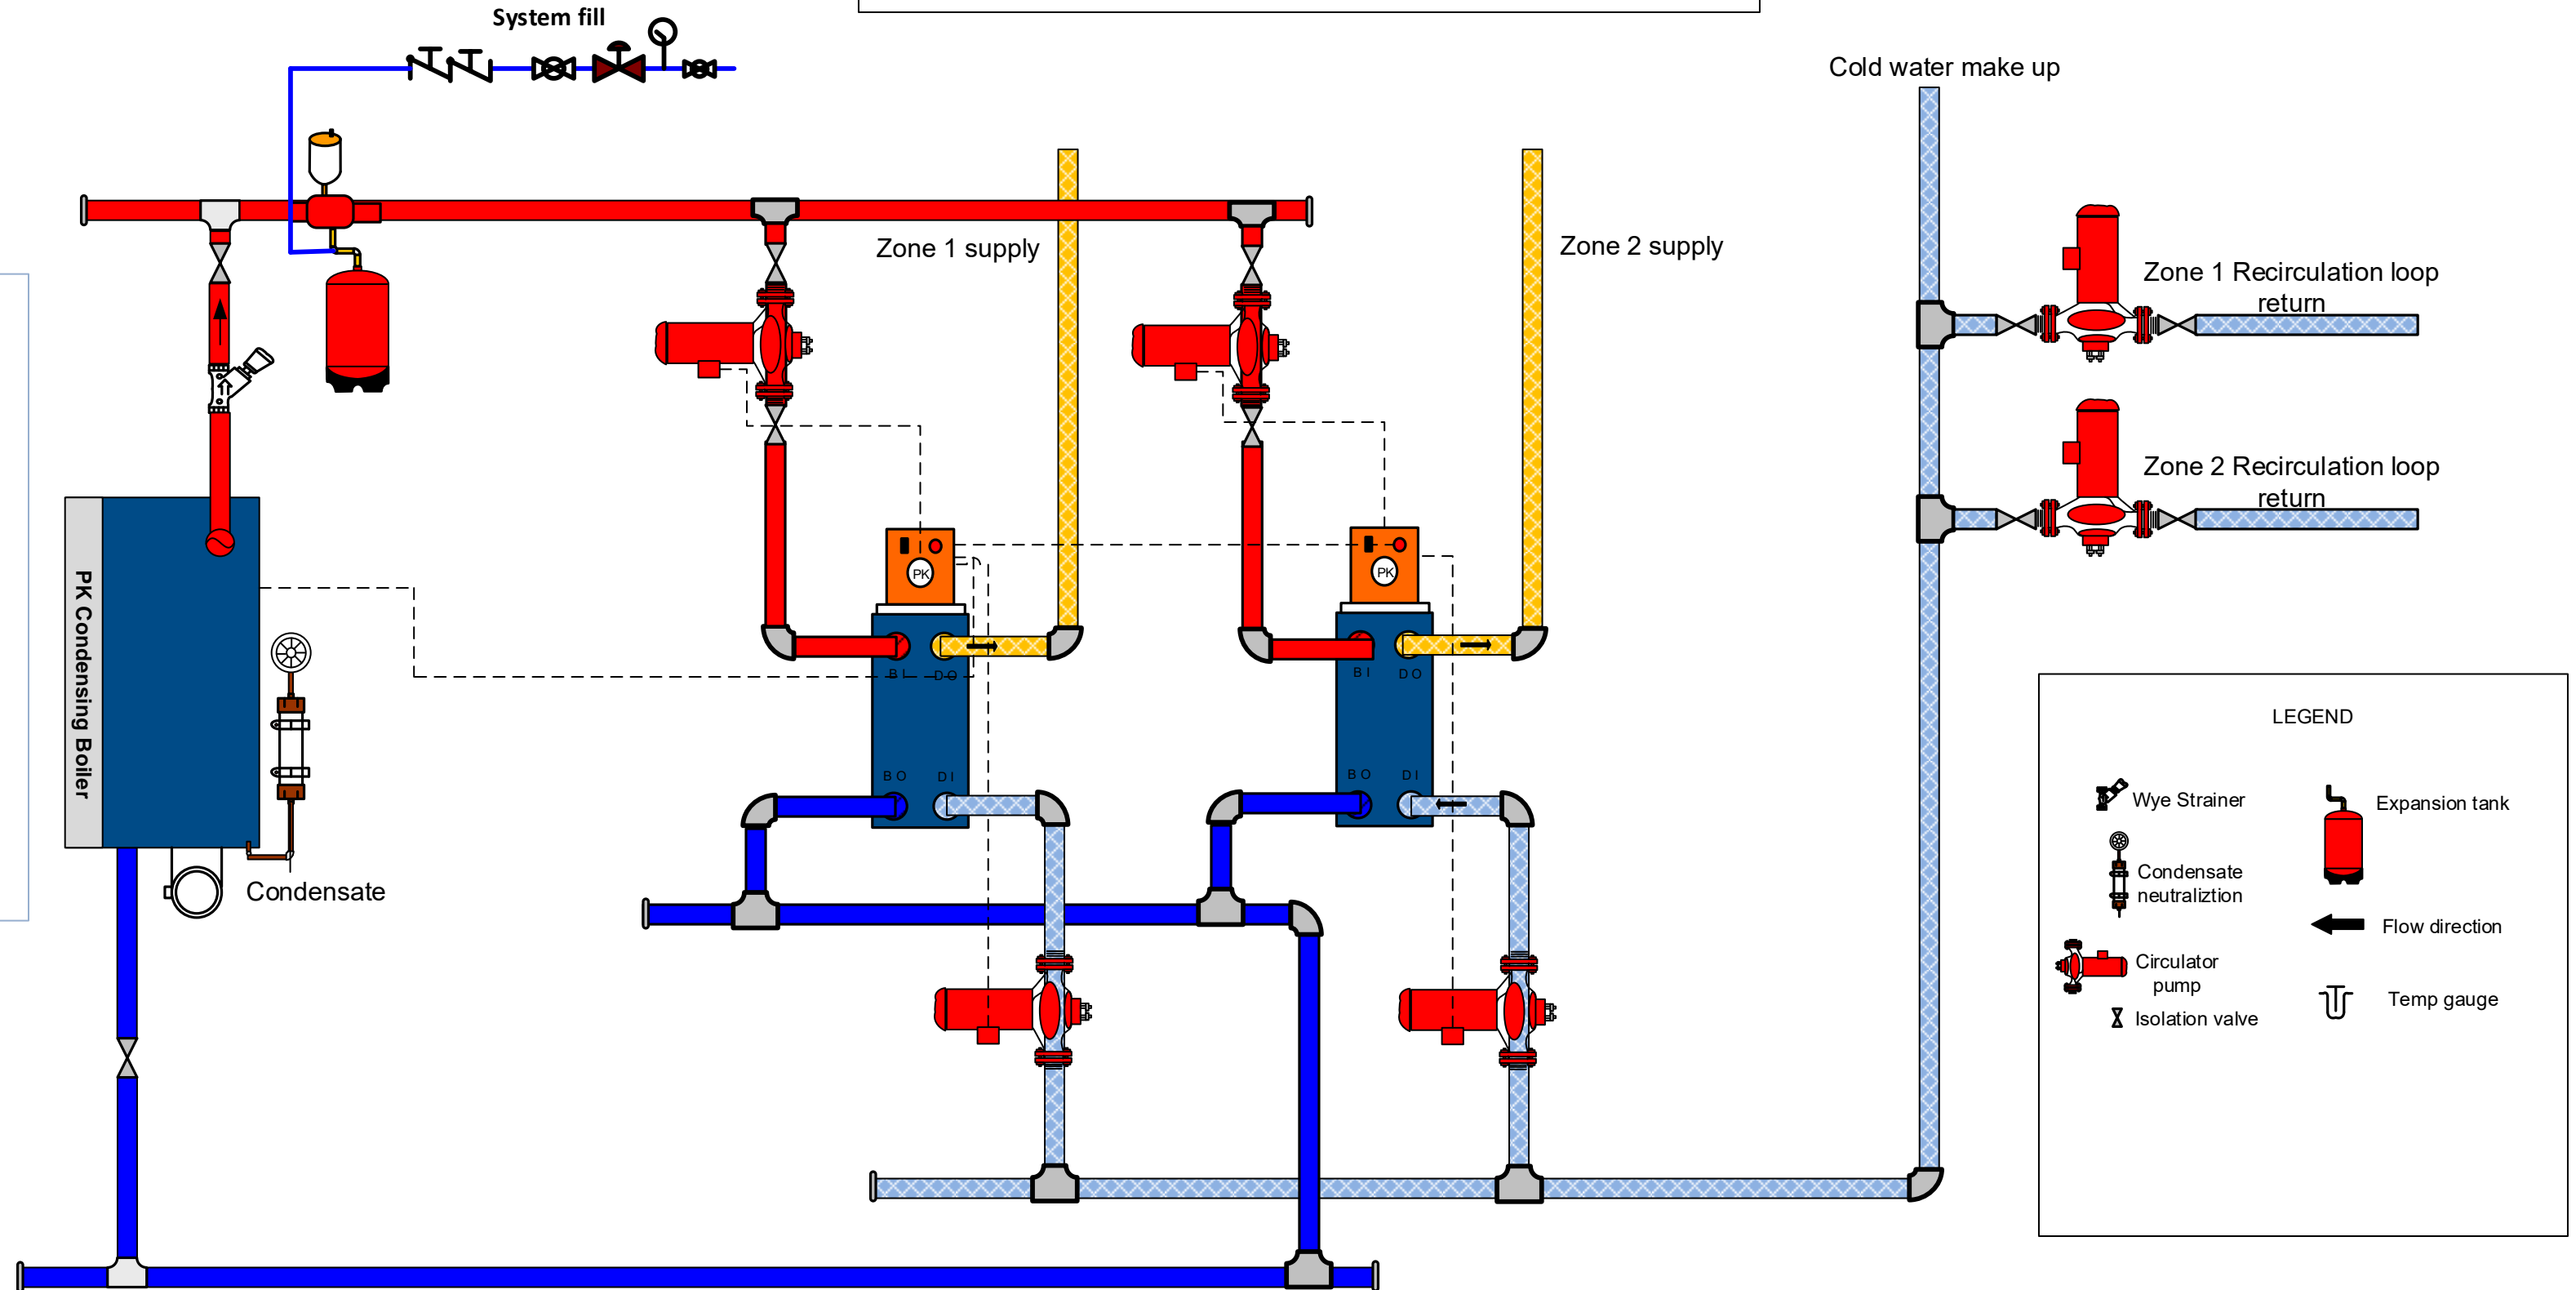 System fill
Cold water make up
Zone 1 supply
Zone 2 supply
Zone 1 Recirculation loop
return
Zone 2 Recirculation loop
return
PK Condensing Boiler
PK
PK
B I
D O
B I
D O
B O
D I
B O
D I
Condensate
LEGEND
Wye Strainer
Expansion tank
Condensate
neutraliztion
Flow direction
Circulator
pump
Temp gauge
Isolation valve